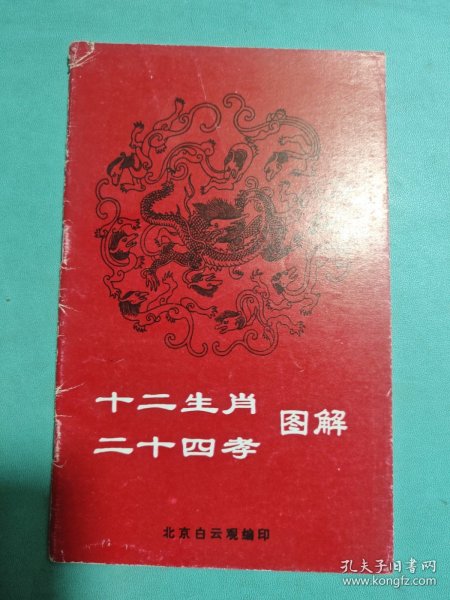 十二生肖
二十四孝
图解
北京白云观编印
孔夫子旧书网
www.kongfz.com